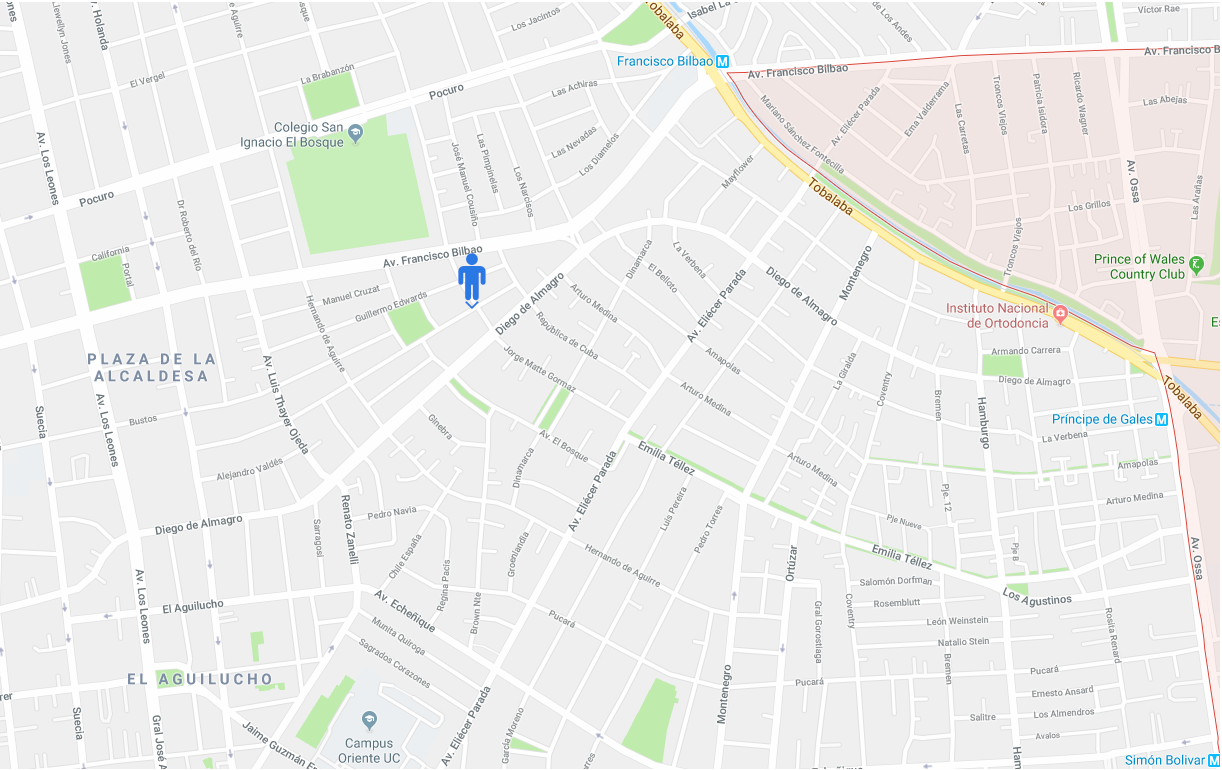 Llevellyn Jones
Av. Holanda
de Aguirre
Los Jacintos
Tobalaba
Isabel La
de Los Andes
Víctor Rae
El Vergel
La Brabanzón
Pocuro
Francisco Bilbao
Av. Francisco Bilbao
Av. Francisco B
Las Achiras
Mariano Sánchez Fontecilla
Av. Eliécer Parada
Ema Valderrama
Las Carretas
Troncos Viejos
Patricia Isidora
Ricardo Wagner
Las Abejas
Colegio San
Ignacio El Bosque
Av. Los Leones
José Manuel Cousiño
Las Pimpinelas
Las Nevadas
Los Diamelos
Los Narcisos
Mayflower
Tobalaba
Av. Ossa
Las Arañas
Los Grillos
Pocuro
Dr Roberto del Río
California
Portal
Av. Francisco Bilbao
Dinamarca
La Verbena
El Belloto
Montenegro
Troncos Viejos
Prince of Wales
Country Club
Manuel Cruzat
Guillermo Edwards
Hernando de Aguirre
Diego de Almagro
Arturo Medina
Av. Eliécer Parada
Diego de Almagro
Instituto Nacional
de Ortodoncia
Es
PLAZA DE LA
ALCALDESA
República de Cuba
Jorge Matte Gormaz
Amapolas
La Giralda
Coventry
Armando Carrera
Diego de Almagro
Tobalaba
Suecia
Av. Los Leones
Av. Luis Thayer Ojeda
Bustos
Ginebra
Av. El Bosque
Arturo Medina
Bremen
Hamburgo
Príncipe de Gales
La Verbena
Alejandro Valdés
Dinamarca
Av. Eliécer Parada
Emilia Téllez
Arturo Medina
Amapolas
Arturo Medina
Pje. 12
Diego de Almagro
Renato Zanelli
Pedro Navia
Luis Pereira
Pedro Torres
Pje Nueva
Sarragosi
Chile España
Groenlandia
Hernando de Aguirre
Ortúzar
Emilia Téllez
Pje B
Av. Ossa
Av. Los Leones
Regina Pacis
Salomón Dorfman
Rosemblutt
Los Agustinos
El Aguilucho
Av. Echeñique
Brown Nte
Pucará
Gral Gorostiaga
Coventry
León Weinstein
Natalio Stein
Rosita Renard
Munita Quiroga
Sagrados Corazones
Bremen
Pucará
Pucará
EL AGUILUCHO
Montenegro
Ernesto Ansard
Suecia
Gral José A
Jaime Guzmán E
Campus
Oriente UC
Av. Eliécer Parada
García Moreno
Salitre
Los Almendros
Avalos
Ham
Simón Bolivar